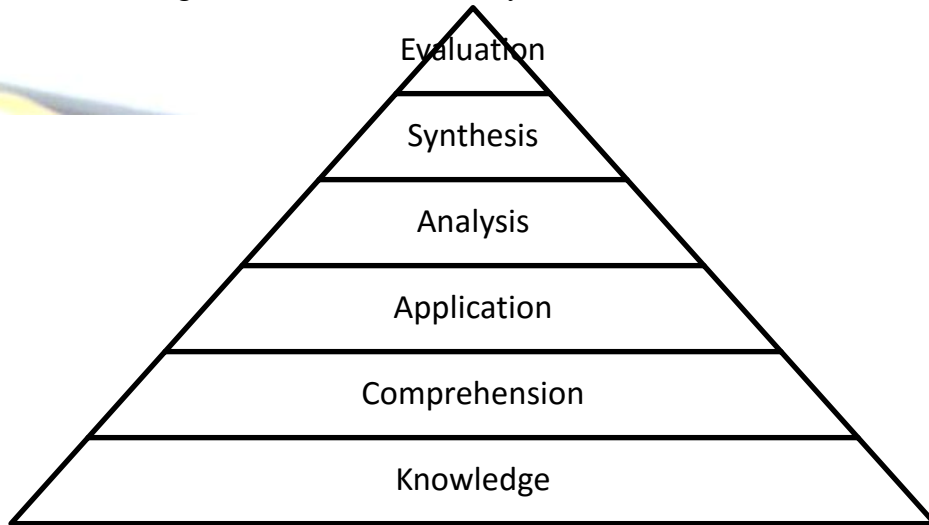 Evaluation
Synthesis
Analysis
Application
Comprehension
Knowledge